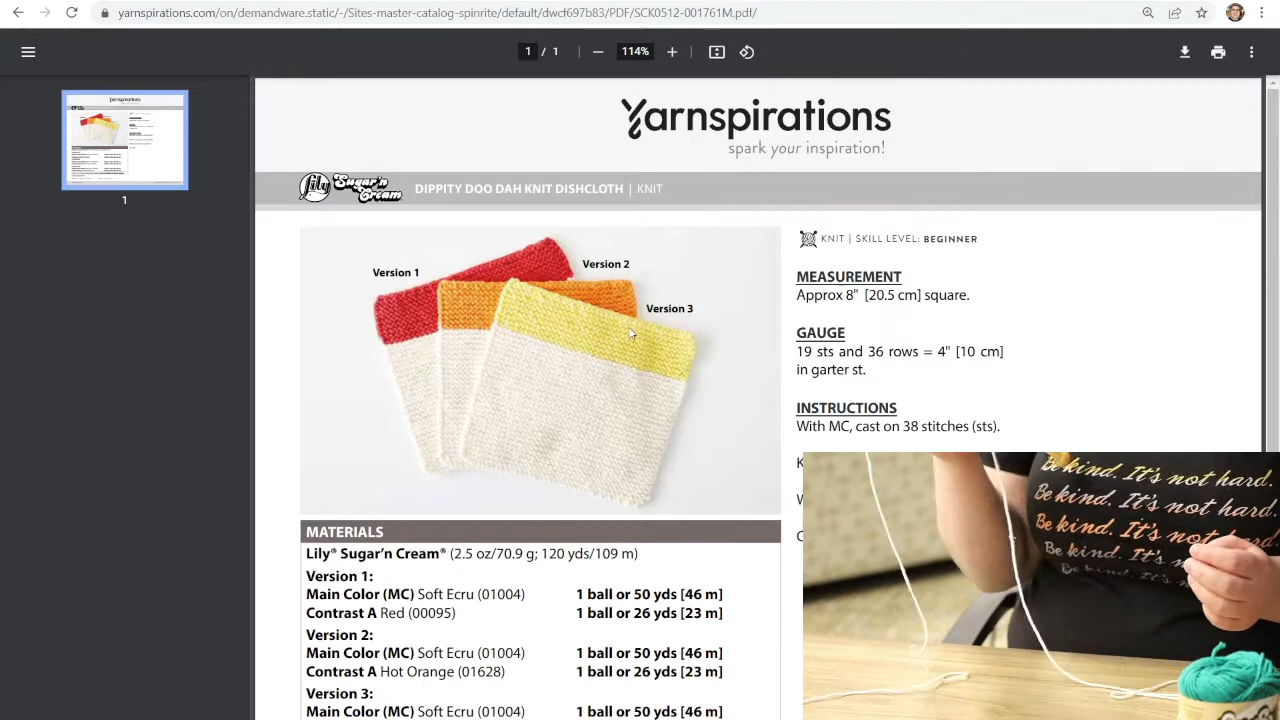 yarnspirations.com/on/demandware.static/-/Sites-master-catalog-spinrite/default/dwcf697b83/PDF/SCK0512-001761M.pdf/
1 / 1
114%
1
Yarnspirations
spark your inspiration!
Lily Sugar'n Cream
DIPPITY DOO DAH KNIT DISHCLOTH | KNIT
Version 1
Version 2
Version 3
KNIT | SKILL LEVEL: BEGINNER
MEASUREMENT
Approx 8" [20.5 cm] square.
GAUGE
19 sts and 36 rows = 4" [10 cm]
in garter st.
INSTRUCTIONS
With MC, cast on 38 stitches (sts).
MATERIALS
Lily® Sugar'n Cream® (2.5 oz/70.9 g; 120 yds/109 m)
Version 1:
Main Color (MC) Soft Ecru (01004) 1 ball or 50 yds [46 m]
Contrast A Red (00095) 1 ball or 26 yds [23 m]
Version 2:
Main Color (MC) Soft Ecru (01004) 1 ball or 50 yds [46 m]
Contrast A Hot Orange (01628) 1 ball or 26 yds [23 m]
Version 3:
Main Color (MC) Soft Ecru (01004) 1 ball or 50 yds [46 m]
Be kind. It's not hard.
Be kind. It's not hard.
Be kind. It's not hard.
Be kind. It's
Be kind. It's